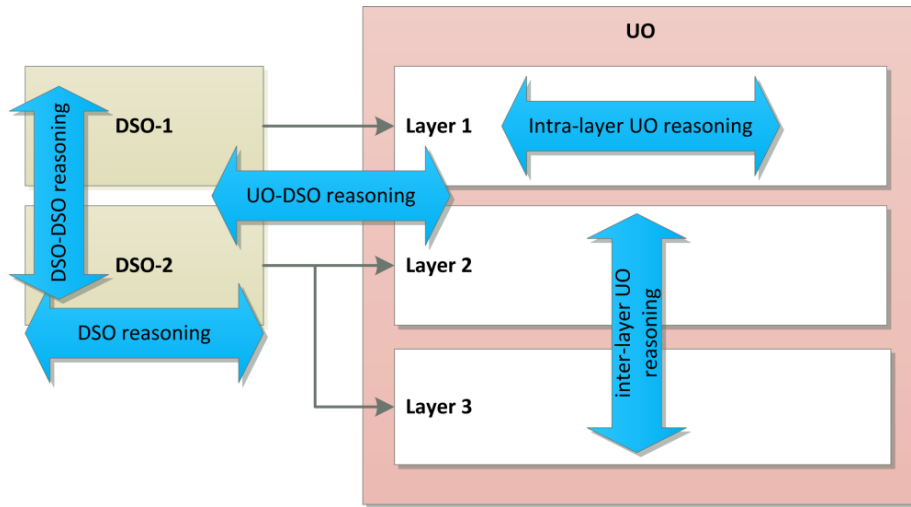 UO
DSO-1
Layer 1
Intra-layer UO reasoning
DSO-DSO reasoning
UO-DSO reasoning
DSO-2
Layer 2
DSO reasoning
inter-layer UO
reasoning
Layer 3